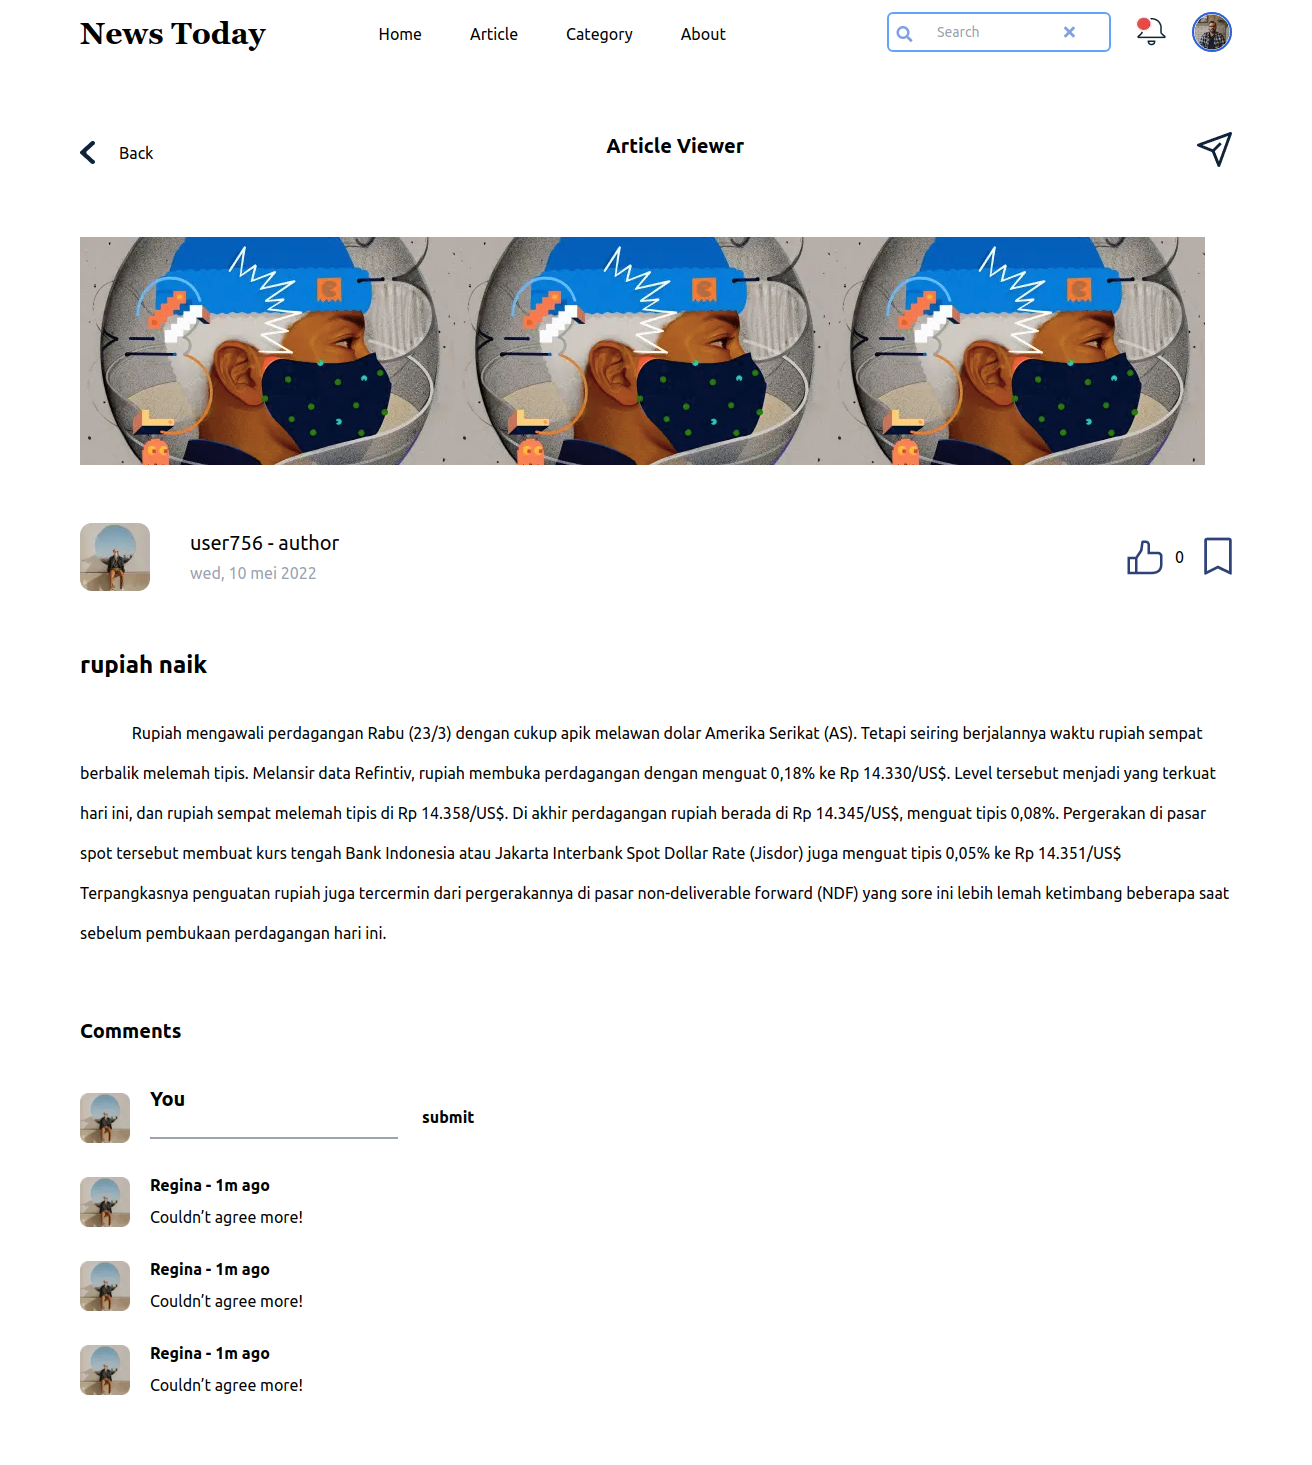 News Today
Home
Article
Category
About
Search
Back
Article Viewer
user756 - author
wed, 10 mei 2022
0
rupiah naik
Rupiah mengawali perdagangan Rabu (23/3) dengan cukup apik melawan dolar Amerika Serikat (AS). Tetapi seiring berjalannya waktu rupiah sempat
berbalik melemah tipis. Melansir data Refintiv, rupiah membuka perdagangan dengan menguat 0,18% ke Rp 14.330/US$. Level tersebut menjadi yang terkuat
hari ini, dan rupiah sempat melemah tipis di Rp 14.358/US$. Di akhir perdagangan rupiah berada di Rp 14.345/US$, menguat tipis 0,08%. Pergerakan di pasar
spot tersebut membuat kurs tengah Bank Indonesia atau Jakarta Interbank Spot Dollar Rate (Jisdor) juga menguat tipis 0,05% ke Rp 14.351/US$
Terpangkasnya penguatan rupiah juga tercermin dari pergerakannya di pasar non-deliverable forward (NDF) yang sore ini lebih lemah ketimbang beberapa saat
sebelum pembukaan perdagangan hari ini.
Comments
You
submit
Regina - 1m ago
Couldn’t agree more!
Regina - 1m ago
Couldn’t agree more!
Regina - 1m ago
Couldn’t agree more!